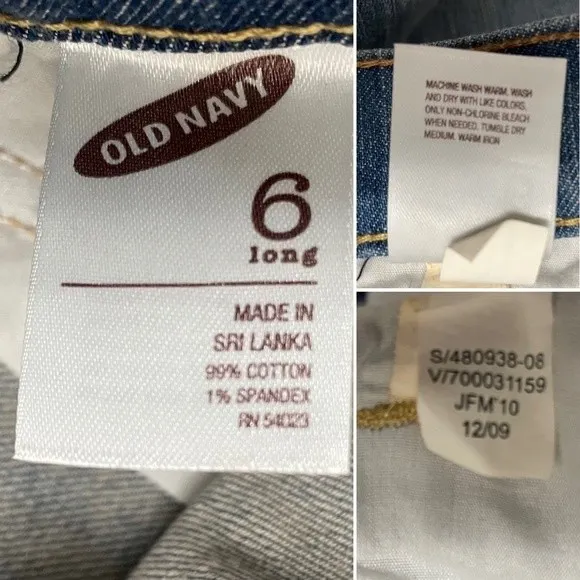 OLD NAVY
6
long
MADE IN
SRI LANKA
99% COTTON
1% SPANDEX
RN 54023
MACHINE WASH WARM. WASH
AND DRY WITH LIKE COLORS.
ONLY NON-CHLORINE BLEACH
WHEN NEEDED. TUMBLE DRY
MEDIUM. WARM IRON
S/480938-06
V/700031159
JFM'10
12/09